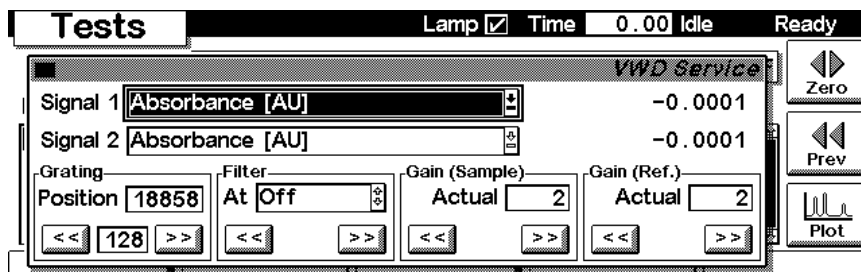 Tests Lamp Time 0.00 Idle Ready
VWD Service
Zero
Signal 1 Absorbance [AU] -0.0001
Signal 2 Absorbance [AU] -0.0001
Prev
Grating Filter Gain (Sample) Gain (Ref.)
Position 18858 At Off Actual 2 Actual 2
<< 128 >> << >> << >> << >>
Plot